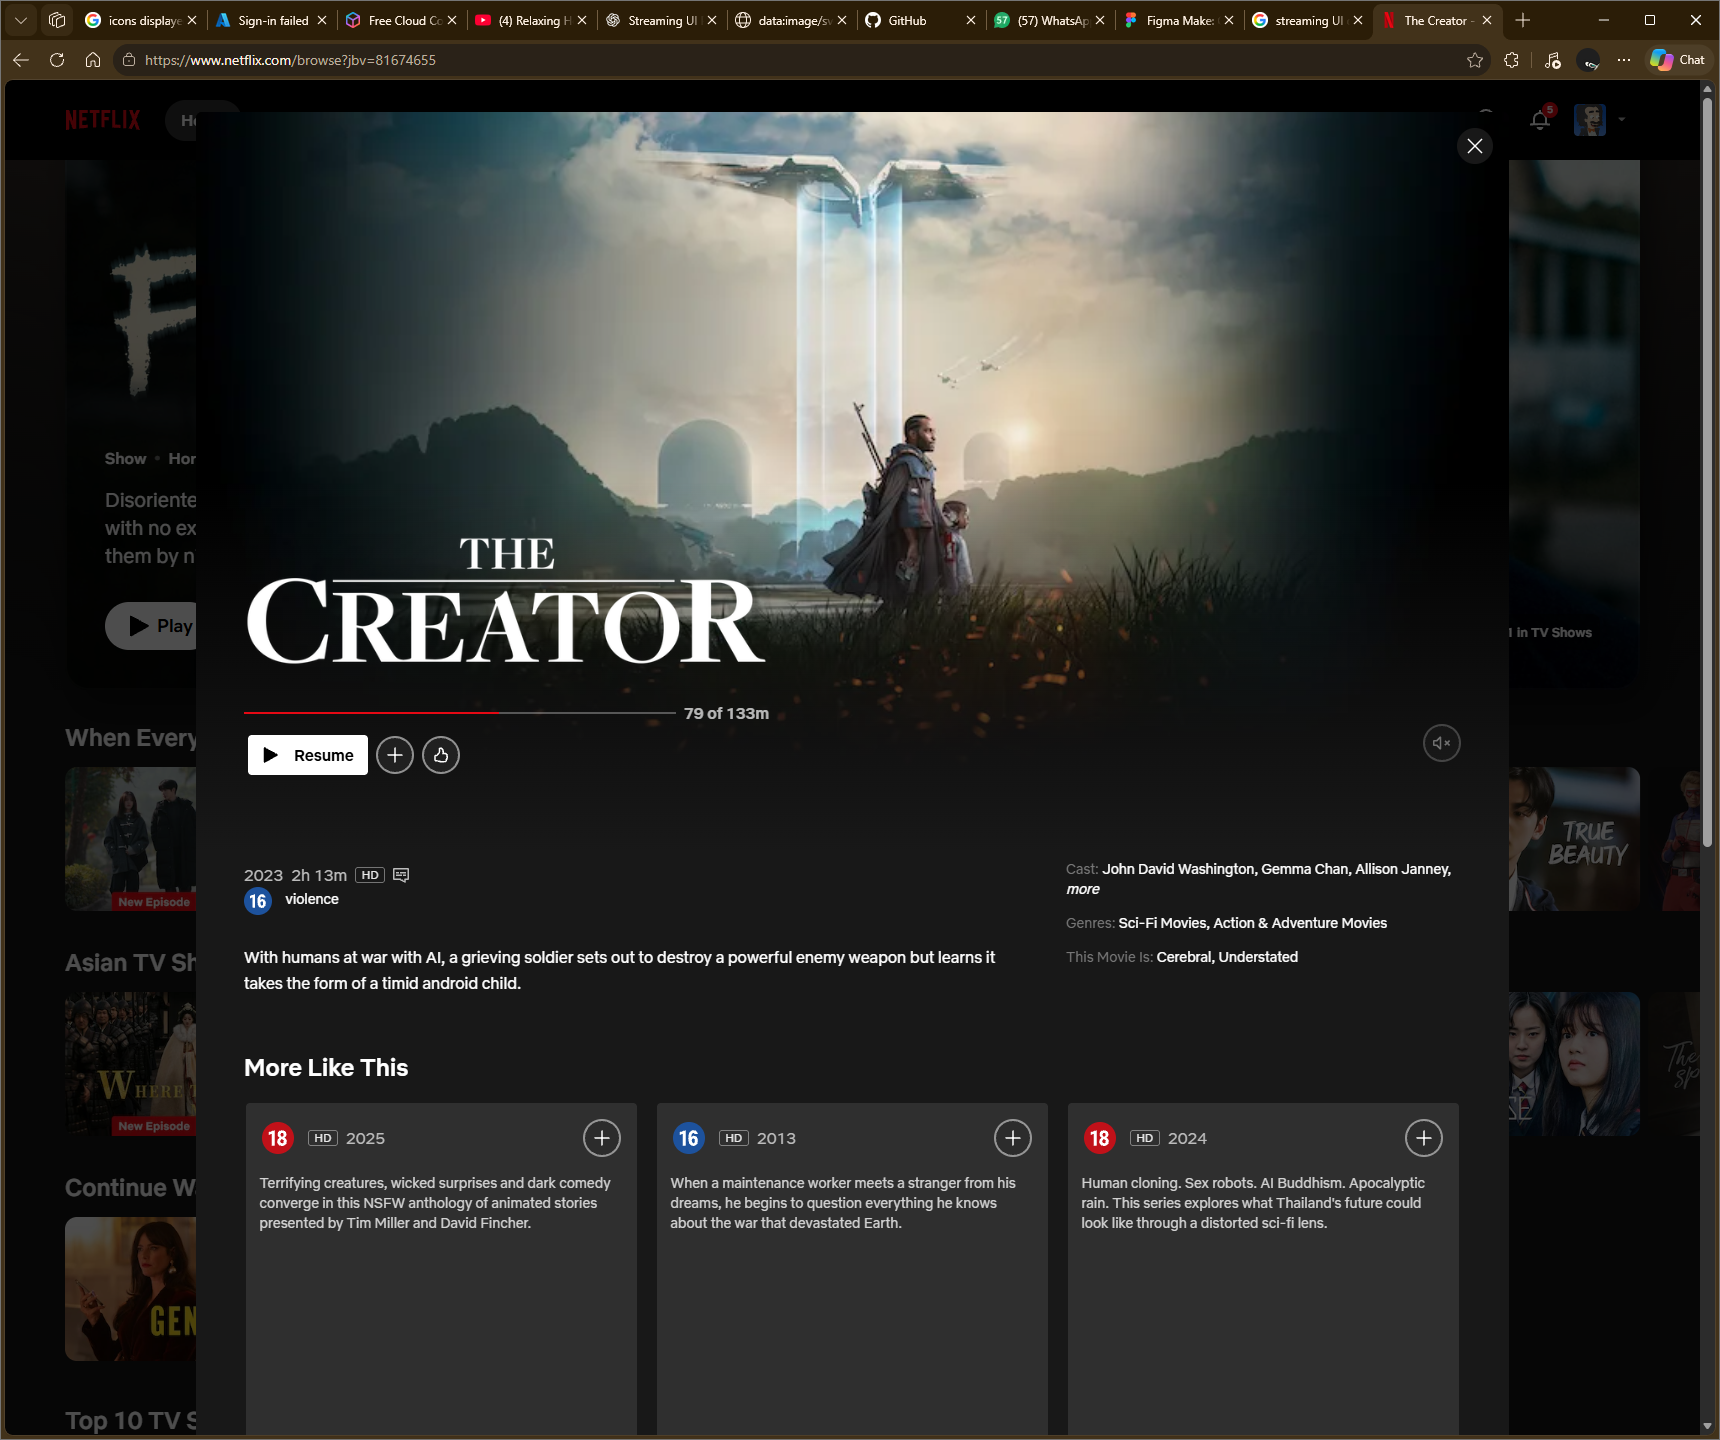 icons displaye
Sign-in failed
Free Cloud Co
(4) Relaxing H
Streaming UI
data:image/sv
GitHub
57
(57) WhatsAp
Figma Make:
streaming UI
The Creator -
https://www.netflix.com/browse?jbv=81674655
Chat
NETFLIX
5
F
Show • Hor
Disoriente
with no ex
them by n
Play
in TV Shows
THE
CREATOR
79 of 133m
Resume
When Every
New Episode
TRUE
BEAUTY
2023 2h 13m HD
16 violence
Cast: John David Washington, Gemma Chan, Allison Janney,
more
Genres: Sci-Fi Movies, Action & Adventure Movies
This Movie Is: Cerebral, Understated
With humans at war with AI, a grieving soldier sets out to destroy a powerful enemy weapon but learns it
takes the form of a timid android child.
Asian TV Sh
WHERE
New Episode
SE
The
sp
More Like This
18 HD 2025
Terrifying creatures, wicked surprises and dark comedy
converge in this NSFW anthology of animated stories
presented by Tim Miller and David Fincher.
16 HD 2013
When a maintenance worker meets a stranger from his
dreams, he begins to question everything he knows
about the war that devastated Earth.
18 HD 2024
Human cloning. Sex robots. AI Buddhism. Apocalyptic
rain. This series explores what Thailand's future could
look like through a distorted sci-fi lens.
Continue W
GEN
Top 10 TV S